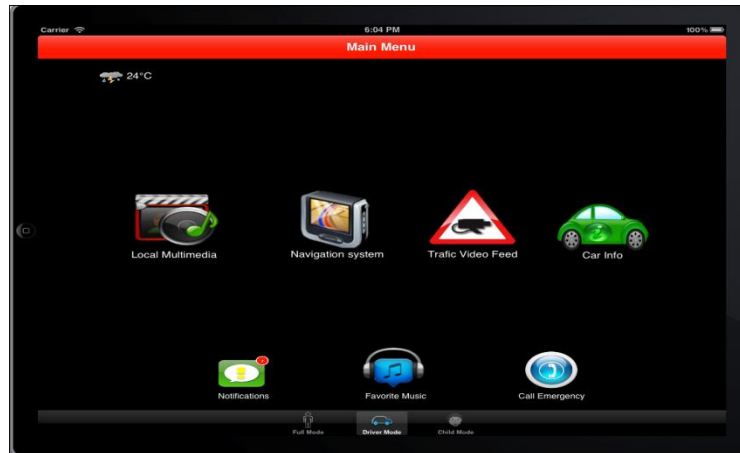 Carrier 6:04 PM 100%
Main Menu
24°C
Local Multimedia Navigation system Trafic Video Feed Car Info
Notifications Favorite Music Call Emergency
Full Mode Driver Mode Child Mode